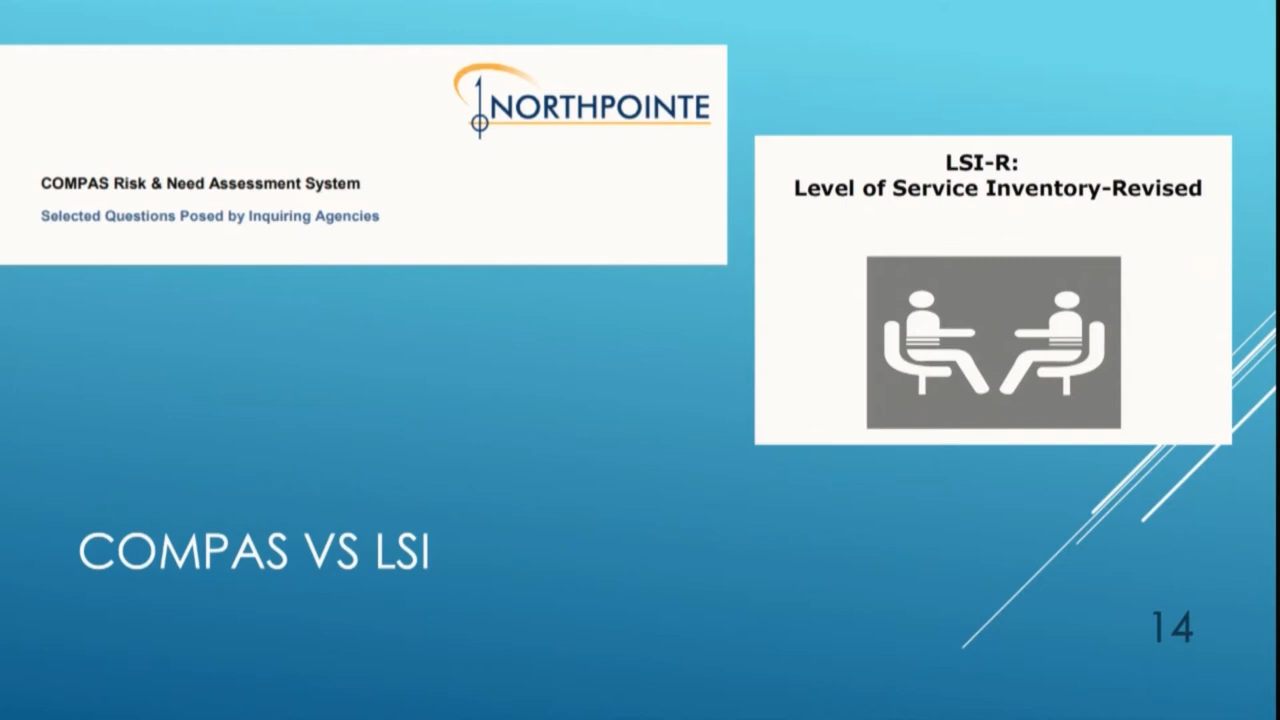 NORTHPOINTE
COMPAS Risk & Need Assessment System
Selected Questions Posed by Inquiring Agencies
LSI-R:
Level of Service Inventory-Revised
COMPAS VS LSI
14